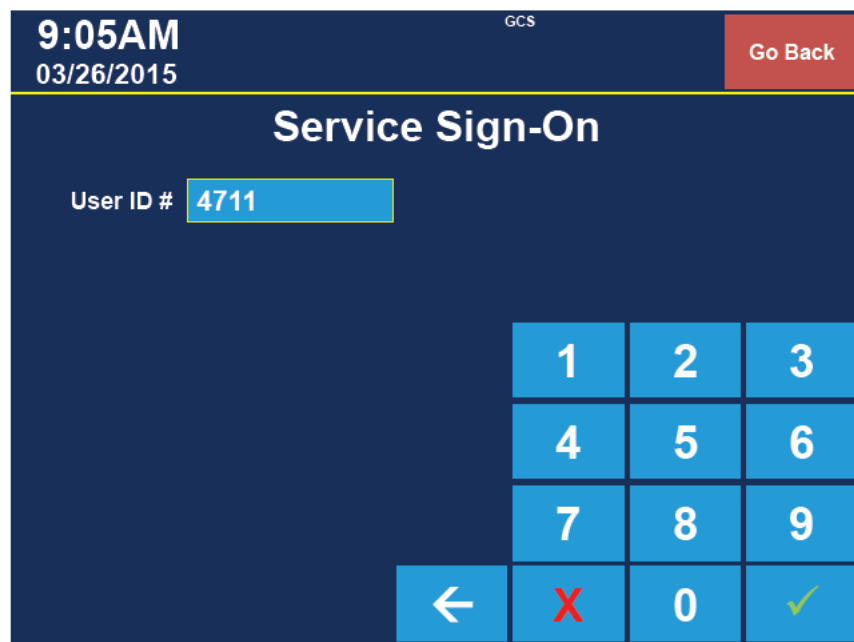 9:05AM
GCS
Go Back
03/26/2015
Service Sign-On
User ID # 4711
1 2 3
4 5 6
7 8 9
← X 0 ✓